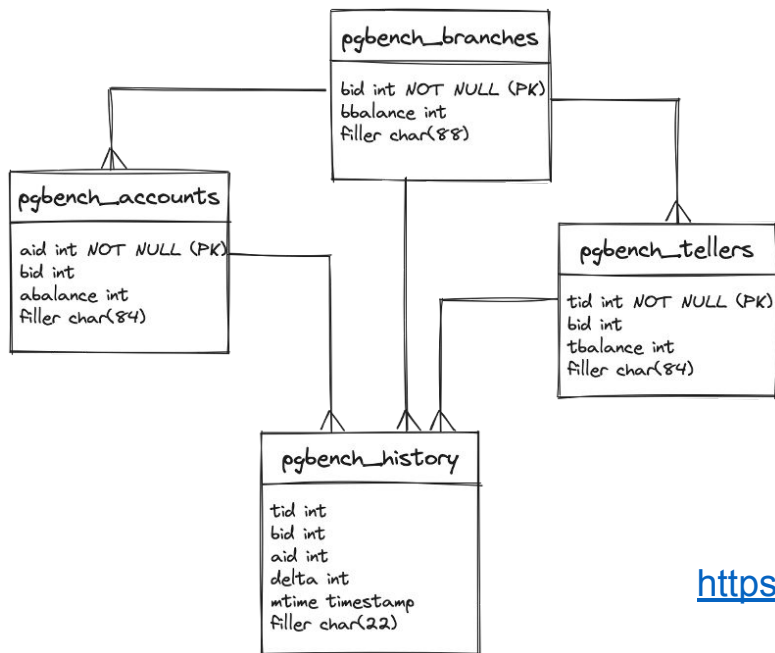 pgbench_branches
bid int NOT NULL (PK)
bbalance int
filler char(88)
pgbench_accounts
aid int NOT NULL (PK)
bid int
abalance int
filler char(84)
pgbench_tellers
tid int NOT NULL (PK)
bid int
tbalance int
filler char(84)
pgbench_history
tid int
bid int
aid int
delta int
mtime timestamp
filler char(22)
https